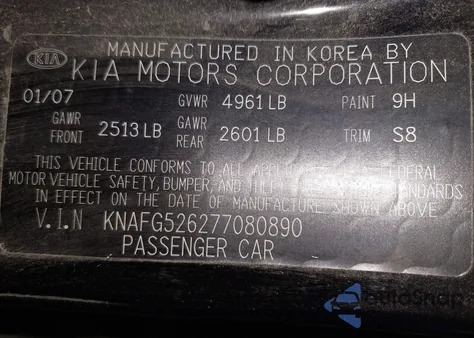 KIA MANUFACTURED IN KOREA BY
KIA MOTORS CORPORATION
01/07 GVWR 4961 LB PAINT 9H
GAWR FRONT 2513 LB GAWR REAR 2601 LB TRIM S8
THIS VEHICLE CONFORMS TO ALL FEDERAL
MOTOR VEHICLE SAFETY, BUMPER, AND STANDARDS
IN EFFECT ON THE DATE OF MANUFACTURE SHOWN ABOVE
V.I.N KNAFG526277080890
PASSENGER CAR
AutoSnap